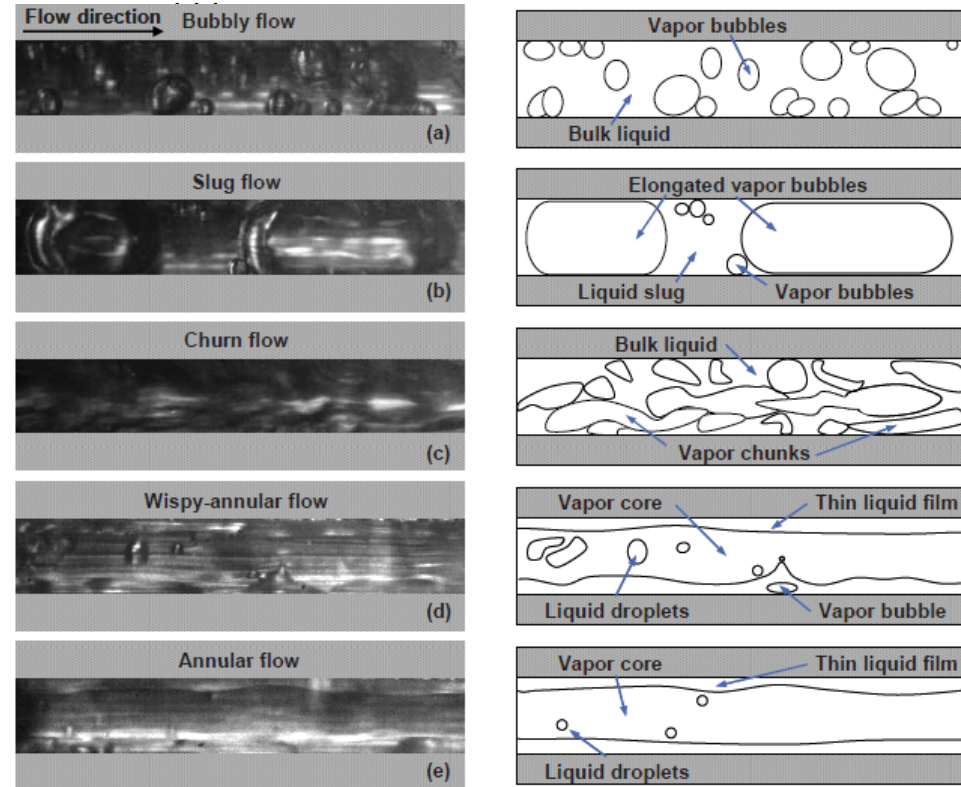 Flow direction
Bubbly flow
(a)
Vapor bubbles
Bulk liquid
Slug flow
(b)
Elongated vapor bubbles
Liquid slug
Vapor bubbles
Churn flow
(c)
Bulk liquid
Vapor chunks
Wispy-annular flow
(d)
Vapor core
Thin liquid film
Liquid droplets
Vapor bubble
Annular flow
(e)
Vapor core
Thin liquid film
Liquid droplets